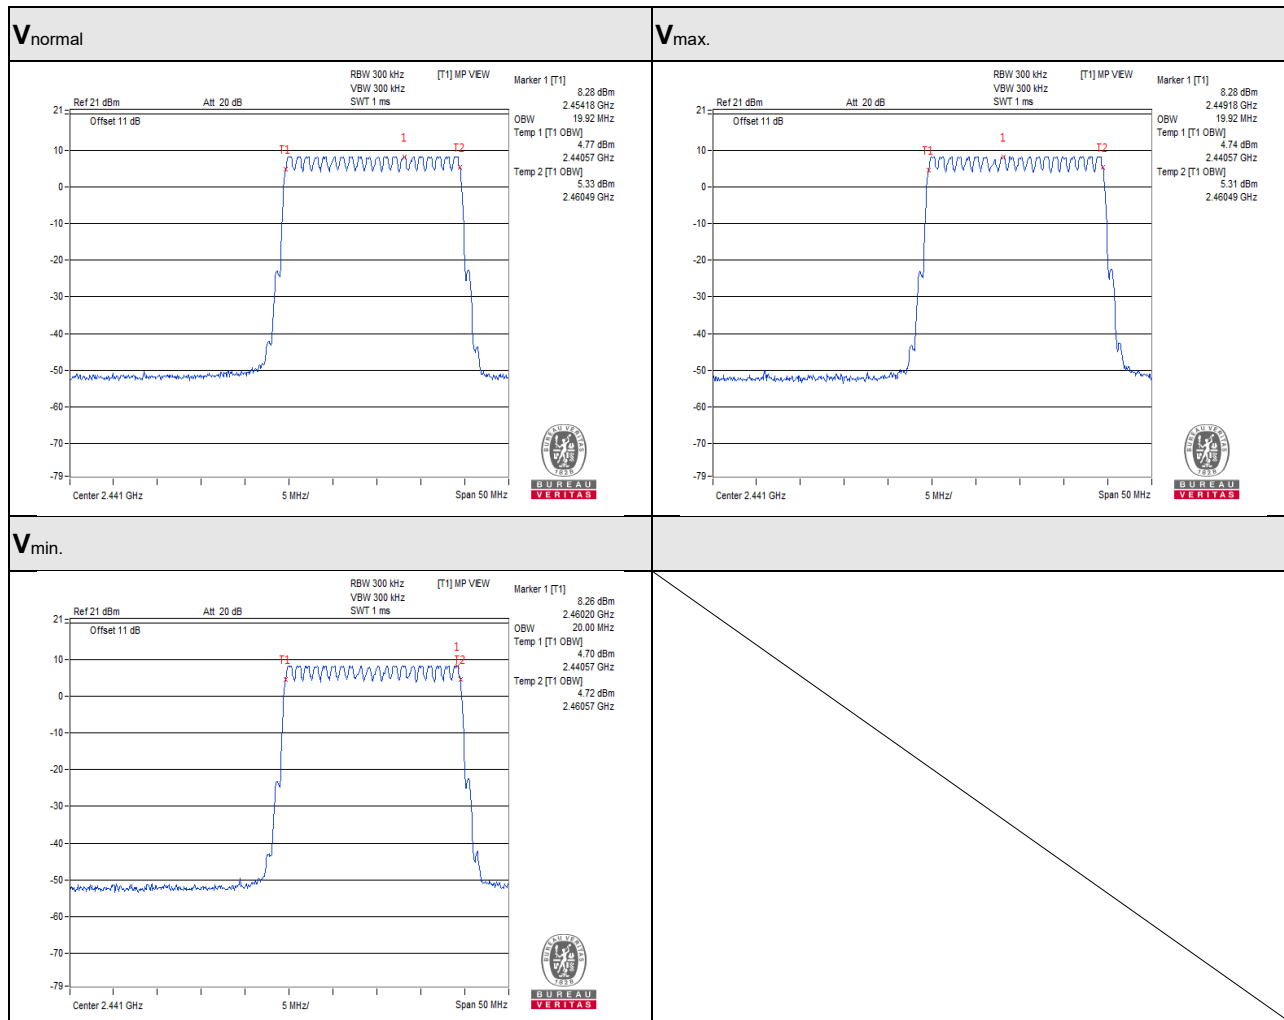 Vnormal
Vmax.
RBW 300 kHz [T1] MP VIEW
VBW 300 kHz
SWT 1 ms
Ref 21 dBm Att 20 dB
Offset 11 dB
Marker 1 [T1]
8.28 dBm
2.45418 GHz
OBW 19.92 MHz
Temp 1 [T1 OBW]
4.77 dBm
2.44057 GHz
Temp 2 [T1 OBW]
5.33 dBm
2.46049 GHz
21
10
0
-10
-20
-30
-40
-50
-60
-70
-79
T1
1
T2
Center 2.441 GHz 5 MHz/ Span 50 MHz
BUREAU VERITAS
1828
BUREAU
VERITAS
RBW 300 kHz [T1] MP VIEW
VBW 300 kHz
SWT 1 ms
Ref 21 dBm Att 20 dB
Offset 11 dB
Marker 1 [T1]
8.28 dBm
2.44918 GHz
OBW 19.92 MHz
Temp 1 [T1 OBW]
4.74 dBm
2.44057 GHz
Temp 2 [T1 OBW]
5.31 dBm
2.46049 GHz
21
10
0
-10
-20
-30
-40
-50
-60
-70
-79
T1
1
T2
Center 2.441 GHz 5 MHz/ Span 50 MHz
BUREAU VERITAS
1828
BUREAU
VERITAS
Vmin.
RBW 300 kHz [T1] MP VIEW
VBW 300 kHz
SWT 1 ms
Ref 21 dBm Att 20 dB
Offset 11 dB
Marker 1 [T1]
8.26 dBm
2.46020 GHz
OBW 20.00 MHz
Temp 1 [T1 OBW]
4.70 dBm
2.44057 GHz
Temp 2 [T1 OBW]
4.72 dBm
2.46057 GHz
21
10
0
-10
-20
-30
-40
-50
-60
-70
-79
T1
1
T2
Center 2.441 GHz 5 MHz/ Span 50 MHz
BUREAU VERITAS
1828
BUREAU
VERITAS